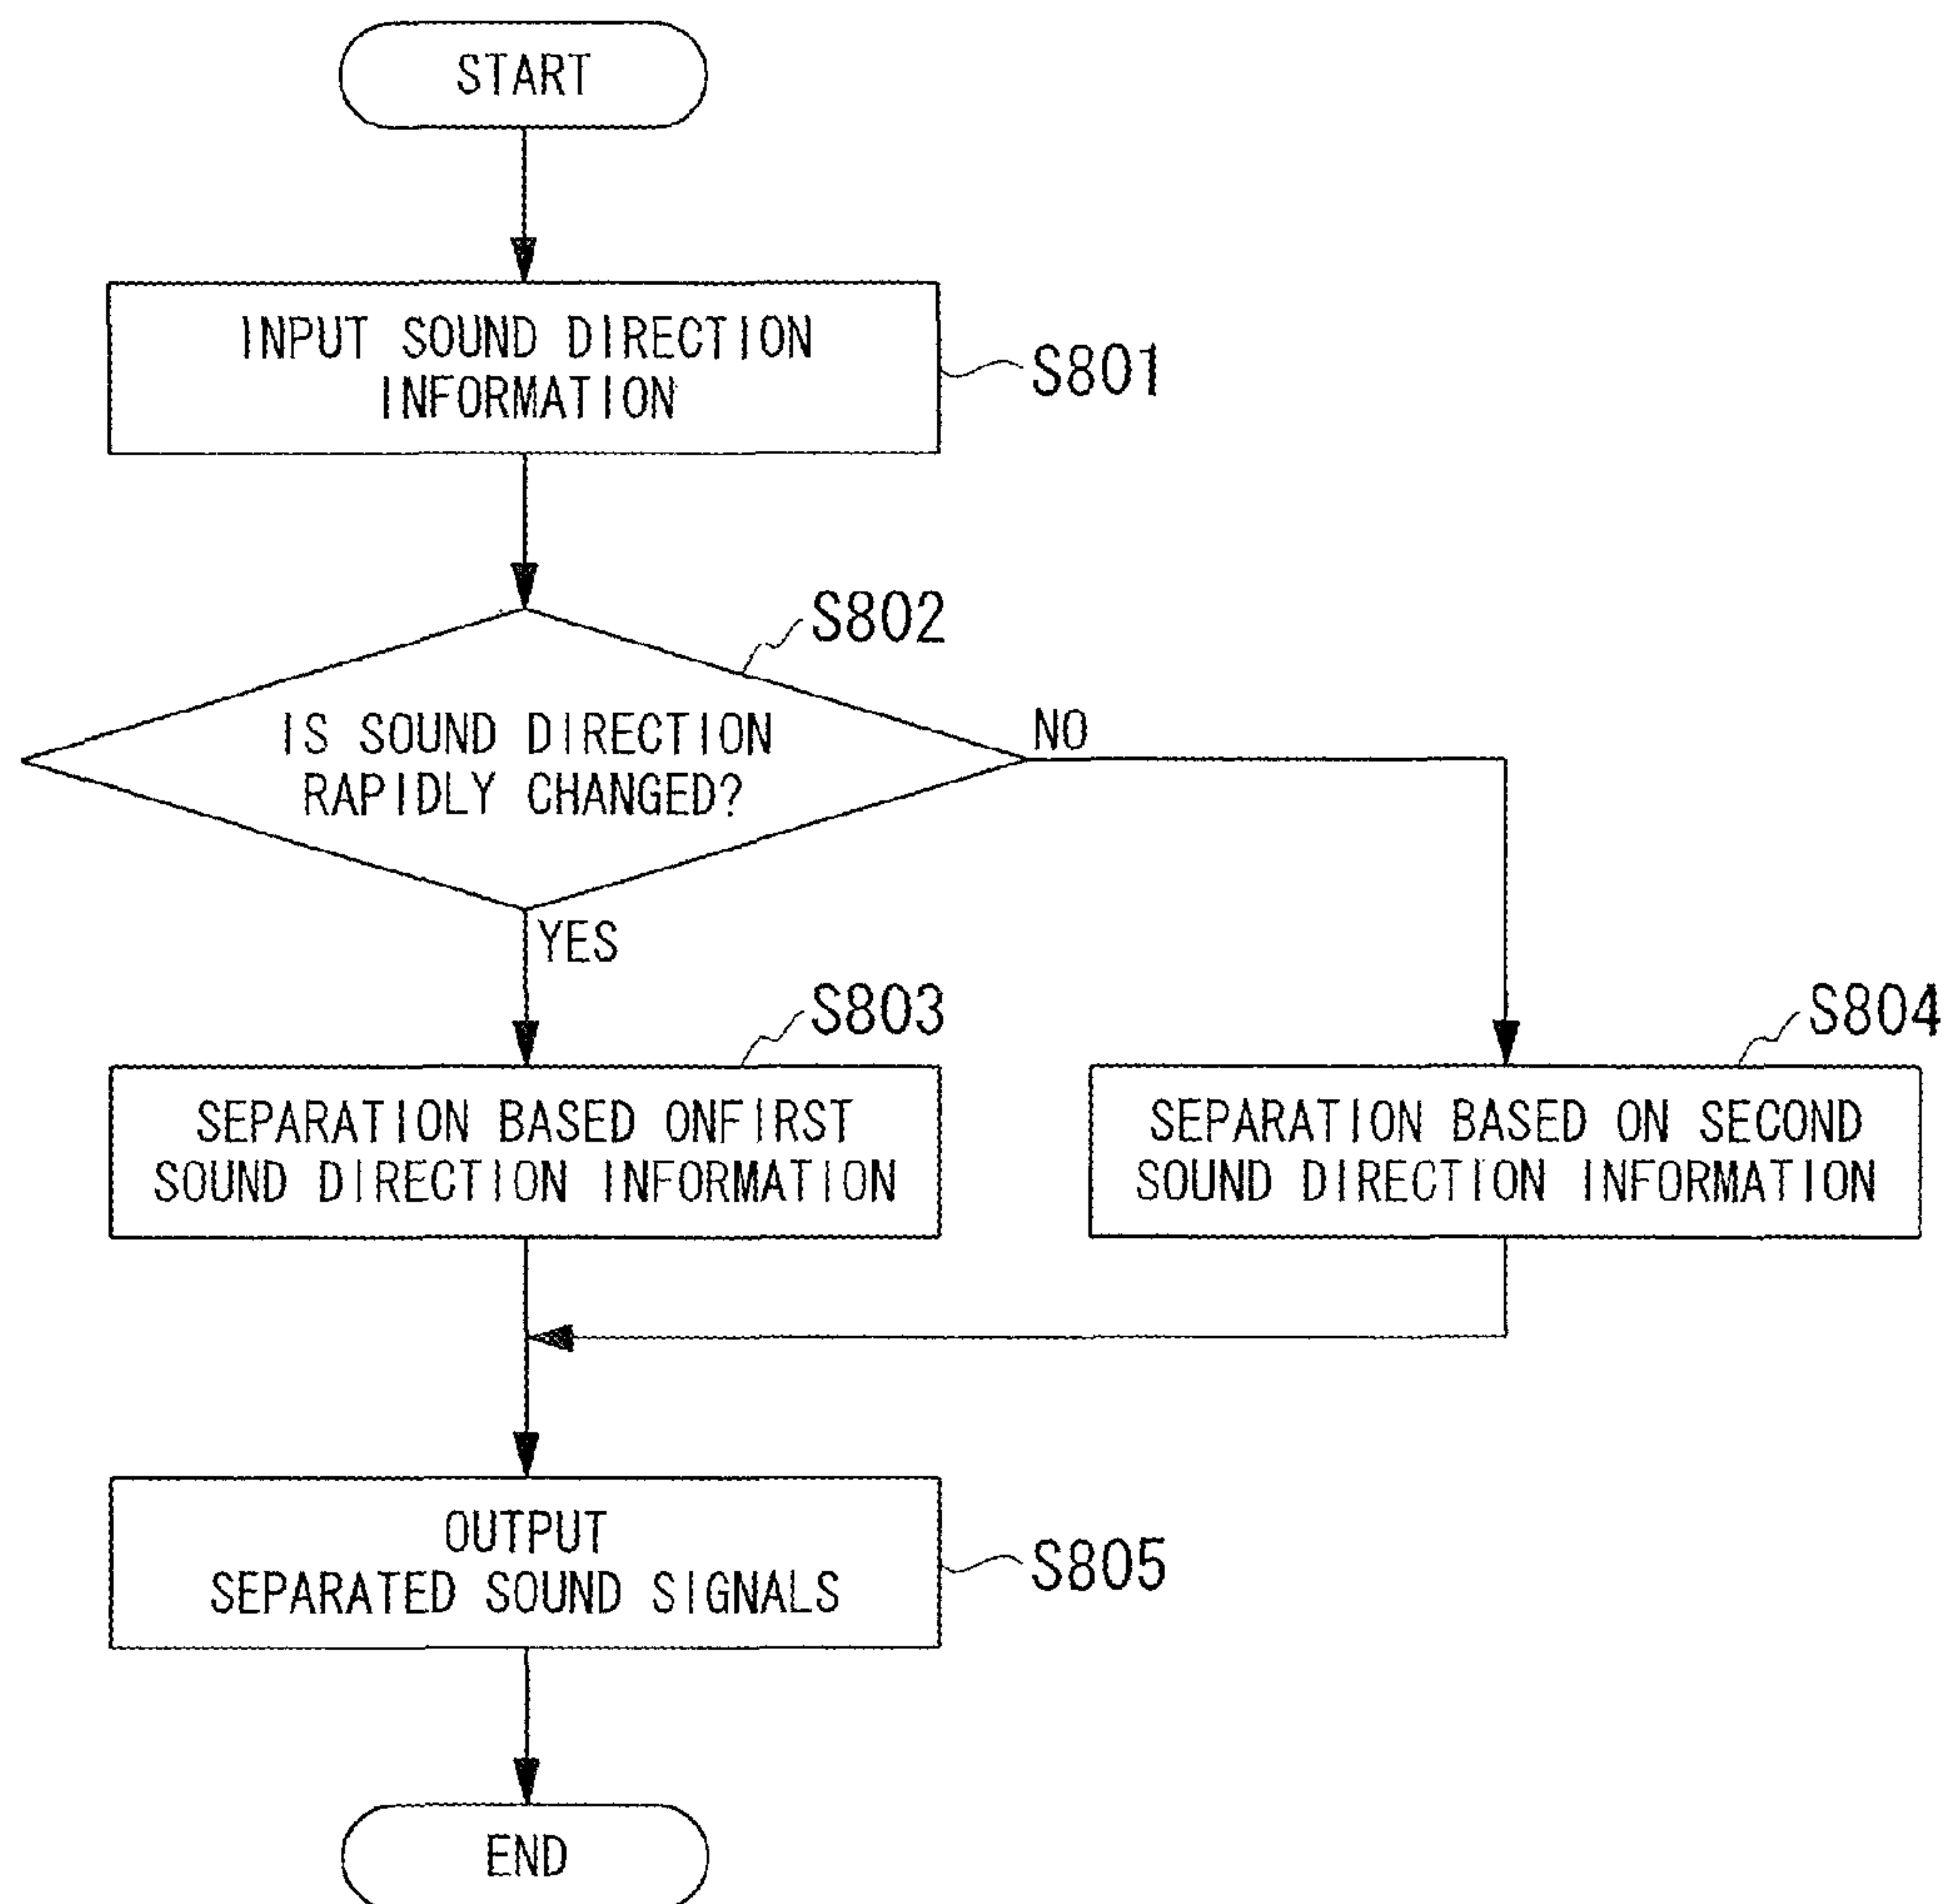 START
INPUT SOUND DIRECTION
INFORMATION
S801
S802
IS SOUND DIRECTION
RAPIDLY CHANGED?
NO
YES
S803
SEPARATION BASED ONFIRST
SOUND DIRECTION INFORMATION
S804
SEPARATION BASED ON SECOND
SOUND DIRECTION INFORMATION
OUTPUT
SEPARATED SOUND SIGNALS
S805
END